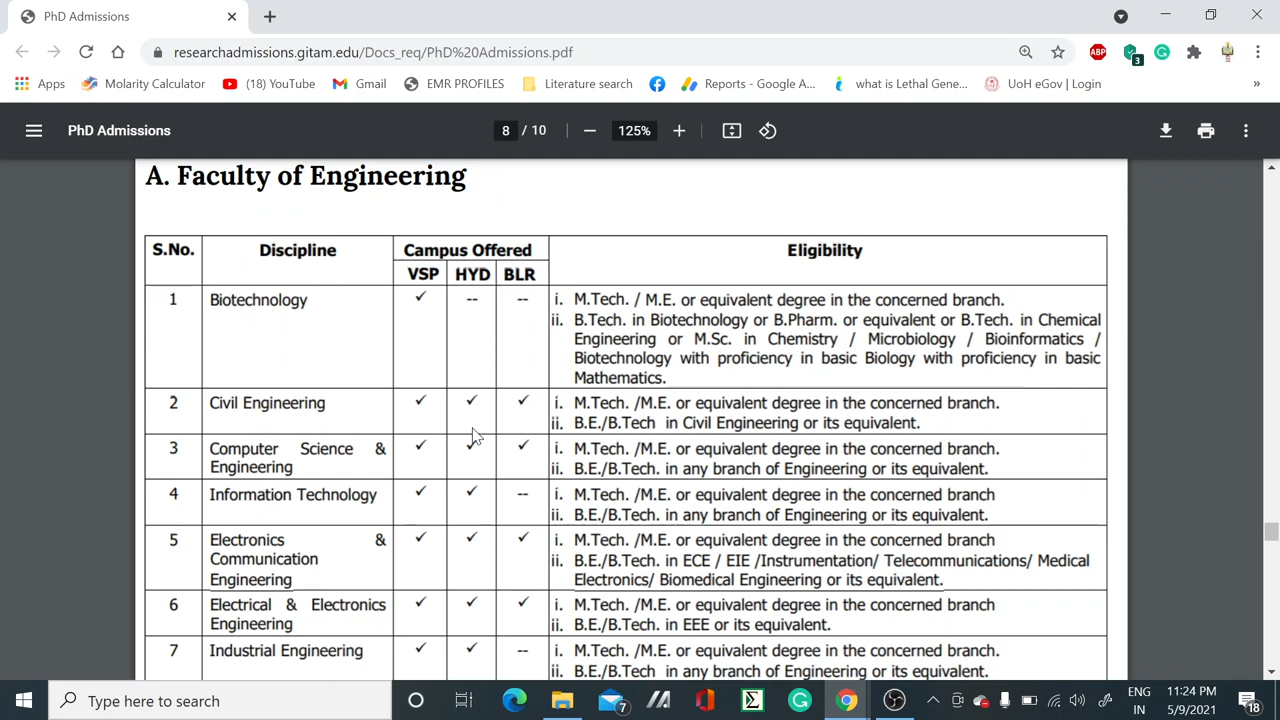 PhD Admissions
researchadmissions.gitam.edu/Docs_req/PhD%20Admissions.pdf
ABP
3
Apps
Molarity Calculator
(18) YouTube
Gmail
EMR PROFILES
Literature search
Reports - Google A...
what is Lethal Gene...
UoH eGov | Login
»
PhD Admissions
8 / 10
125%
A. Faculty of Engineering
S.No. Discipline Campus Offered Eligibility
VSP HYD BLR
1 Biotechnology ✓ -- -- i. M.Tech. / M.E. or equivalent degree in the concerned branch.
ii. B.Tech. in Biotechnology or B.Pharm. or equivalent or B.Tech. in Chemical
Engineering or M.Sc. in Chemistry / Microbiology / Bioinformatics /
Biotechnology with proficiency in basic Biology with proficiency in basic
Mathematics.
2 Civil Engineering ✓ ✓ ✓ i. M.Tech. /M.E. or equivalent degree in the concerned branch.
ii. B.E./B.Tech in Civil Engineering or its equivalent.
3 Computer Science & ✓ ✓ ✓ i. M.Tech. /M.E. or equivalent degree in the concerned branch.
Engineering ii. B.E./B.Tech. in any branch of Engineering or its equivalent.
4 Information Technology ✓ ✓ -- i. M.Tech. /M.E. or equivalent degree in the concerned branch
ii. B.E./B.Tech. in any branch of Engineering or its equivalent.
5 Electronics & ✓ ✓ ✓ i. M.Tech. /M.E. or equivalent degree in the concerned branch
Communication ii. B.E./B.Tech. in ECE / EIE /Instrumentation/ Telecommunications/ Medical
Engineering Electronics/ Biomedical Engineering or its equivalent.
6 Electrical & Electronics ✓ ✓ ✓ i. M.Tech. /M.E. or equivalent degree in the concerned branch
Engineering ii. B.E./B.Tech. in EEE or its equivalent.
7 Industrial Engineering ✓ ✓ -- i. M.Tech. /M.E. or equivalent degree in the concerned branch
ii. B.E./B.Tech in any branch of Engineering or its equivalent.
Type here to search
7
ENG
IN
11:24 PM
5/9/2021
18